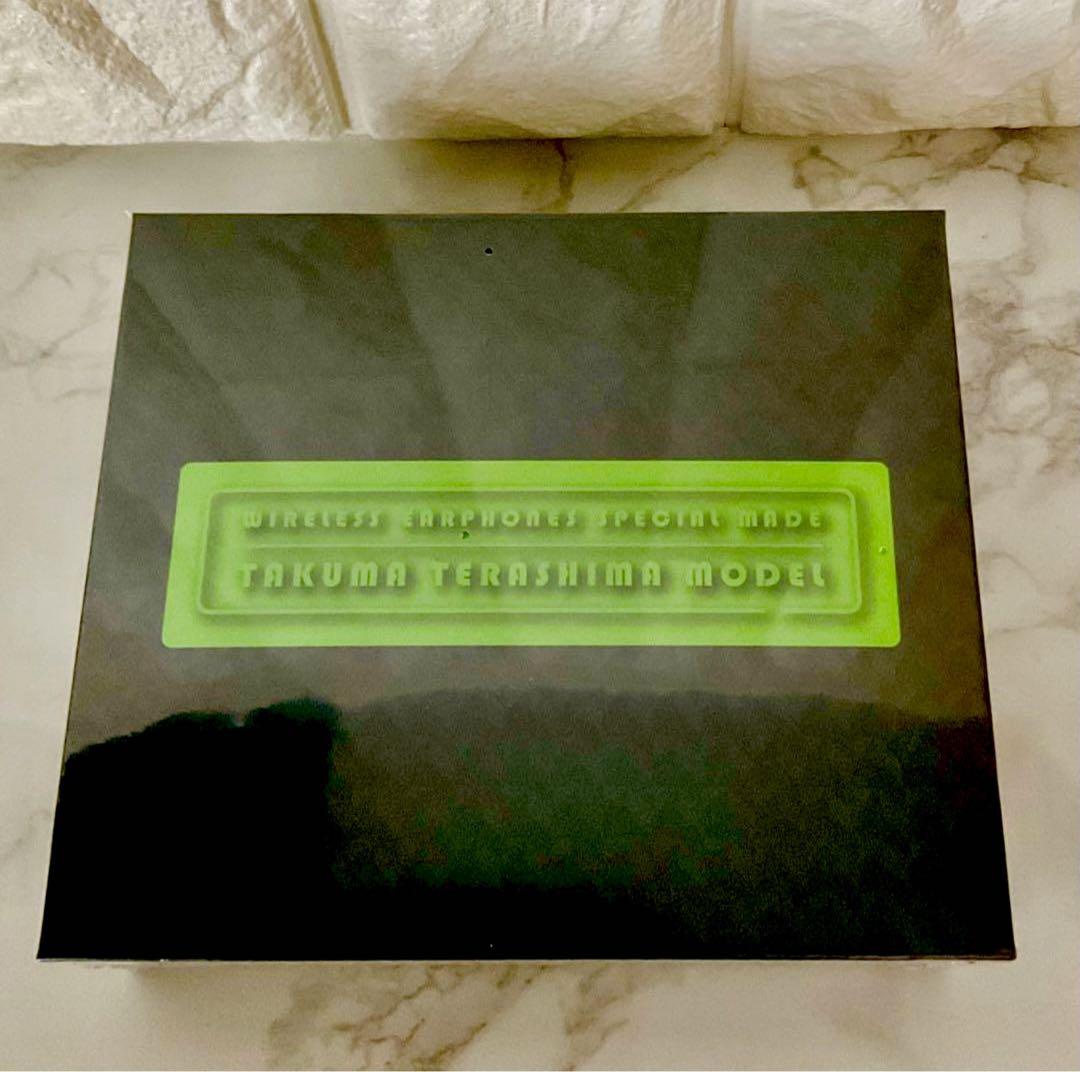 WIRELESS EARPHONES SPECIAL MADE
TAKUMA TERASHIMA MODEL